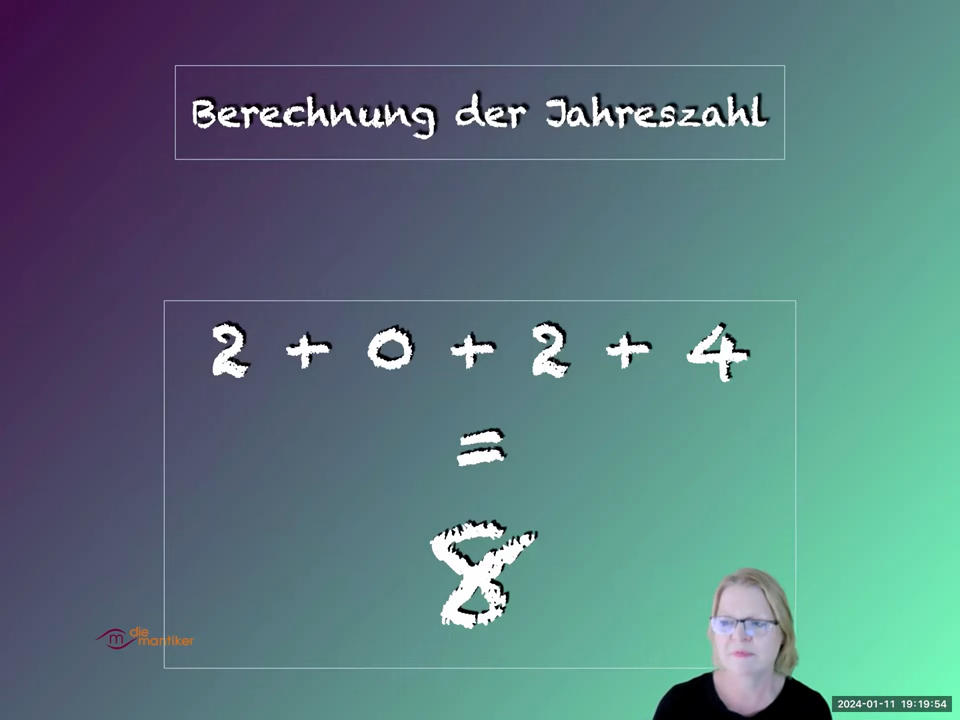 Berechnung der Jahreszahl
2 + 0 + 2 + 4
=
8
m die
mantiker
2024-01-11 19:19:54